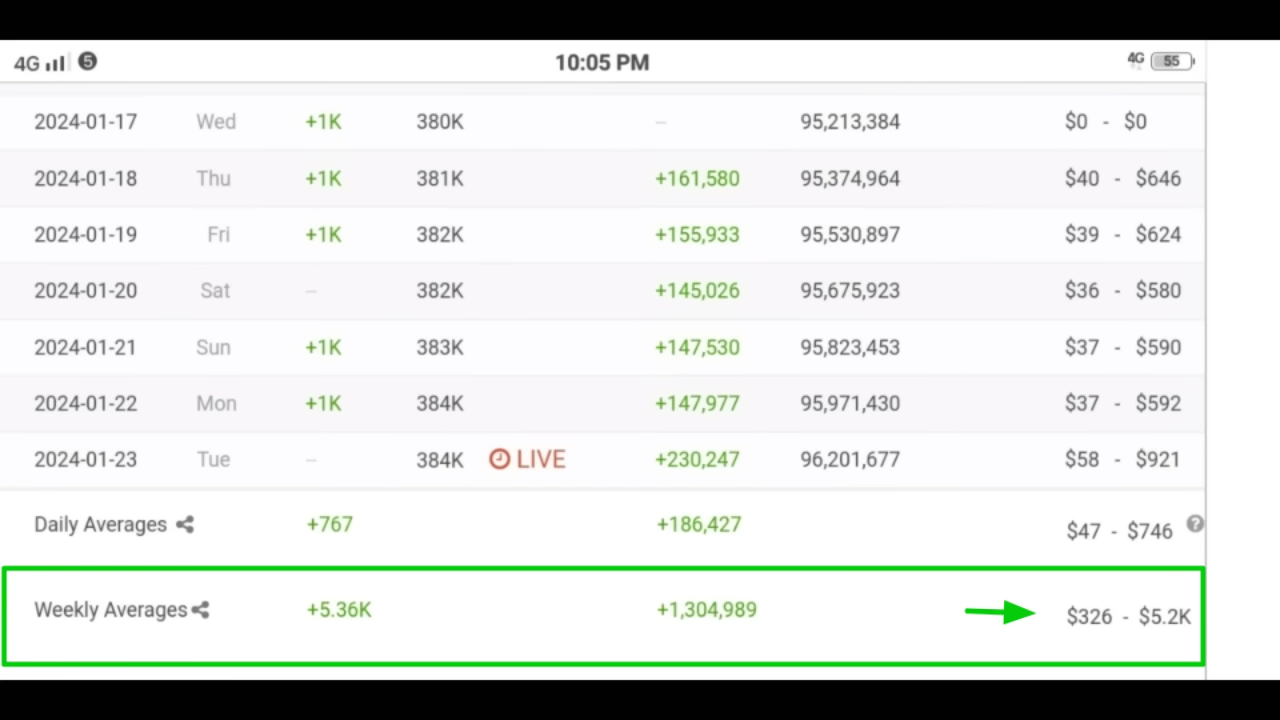 4G 5 10:05 PM 4G 55
2024-01-17 Wed +1K 380K -- 95,213,384 $0 - $0
2024-01-18 Thu +1K 381K +161,580 95,374,964 $40 - $646
2024-01-19 Fri +1K 382K +155,933 95,530,897 $39 - $624
2024-01-20 Sat -- 382K +145,026 95,675,923 $36 - $580
2024-01-21 Sun +1K 383K +147,530 95,823,453 $37 - $590
2024-01-22 Mon +1K 384K +147,977 95,971,430 $37 - $592
2024-01-23 Tue -- 384K LIVE +230,247 96,201,677 $58 - $921
Daily Averages +767 +186,427 $47 - $746 ?
Weekly Averages +5.36K +1,304,989 $326 - $5.2K